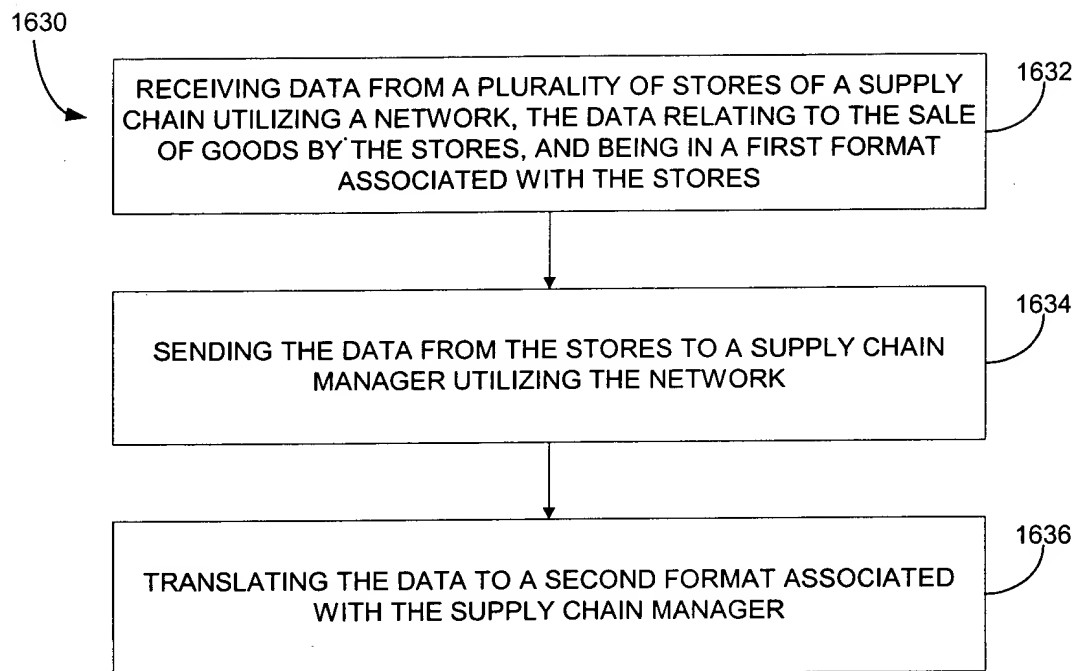 1630
RECEIVING DATA FROM A PLURALITY OF STORES OF A SUPPLY
CHAIN UTILIZING A NETWORK, THE DATA RELATING TO THE SALE
OF GOODS BY THE STORES, AND BEING IN A FIRST FORMAT
ASSOCIATED WITH THE STORES
1632
SENDING THE DATA FROM THE STORES TO A SUPPLY CHAIN
MANAGER UTILIZING THE NETWORK
1634
TRANSLATING THE DATA TO A SECOND FORMAT ASSOCIATED
WITH THE SUPPLY CHAIN MANAGER
1636